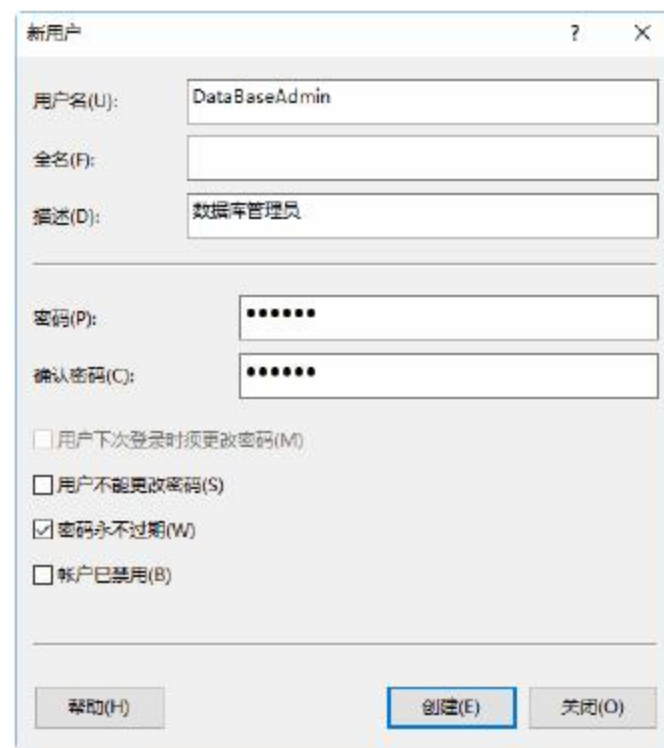 新用户 ? ×
用户名(U): DataBaseAdmin
全名(F):
描述(D): 数据库管理员
密码(P): ●●●●●●
确认密码(C): ●●●●●●
用户下次登录时须更改密码(M)
用户不能更改密码(S)
密码永不过期(W)
帐户已禁用(B)
帮助(H) 创建(E) 关闭(O)